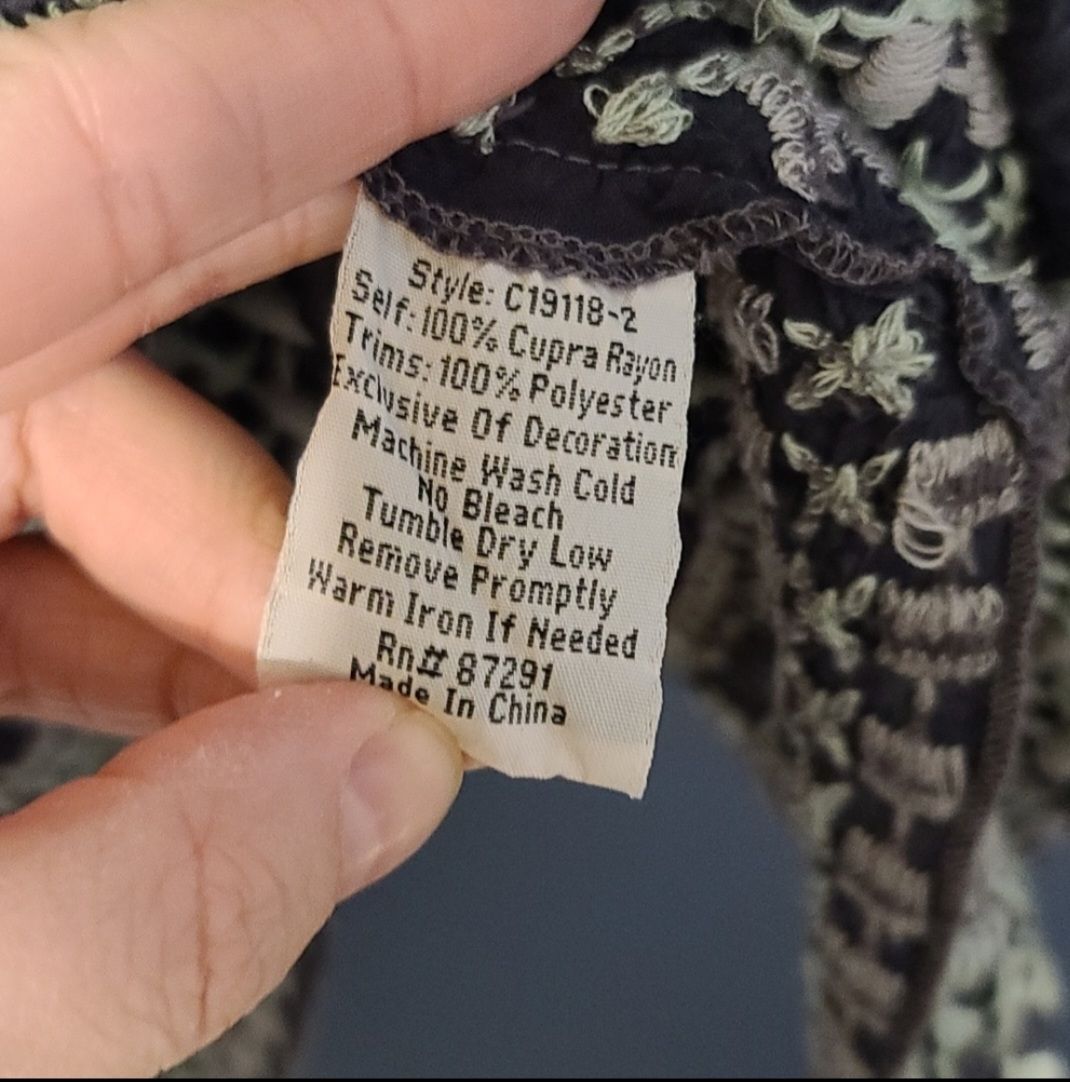 Style: C19118-2
Self: 100% Cupra Rayon
Trims: 100% Polyester
Exclusive Of Decoration
Machine Wash Cold
No Bleach
Tumble Dry Low
Remove Promptly
Warm Iron If Needed
Rn# 87291
Made In China